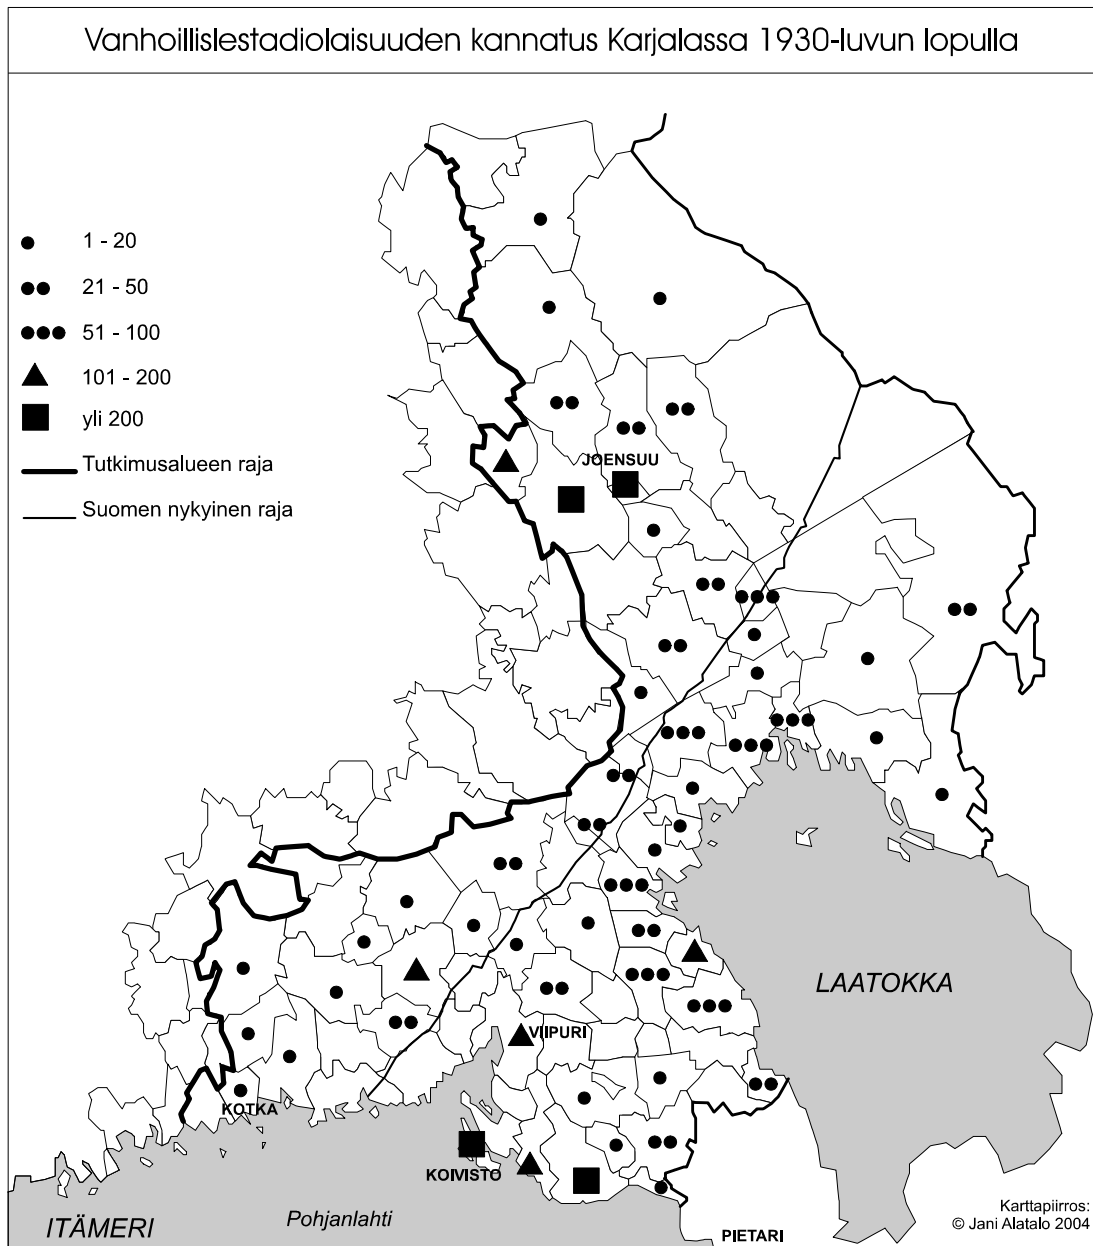 Vanhoillislestadiolaisuuden kannatus Karjalassa 1930-luvun lopulla
1 - 20
21 - 50
51 - 100
101 - 200
yli 200
Tutkimusalueen raja
Suomen nykyinen raja
JOENSUU
LAATOKKA
VIIPURI
KOTKA
KOIVISTO
ITÄMERI
Pohjanlahti
PIETARI
Karttapiirros:
© Jani Alatalo 2004